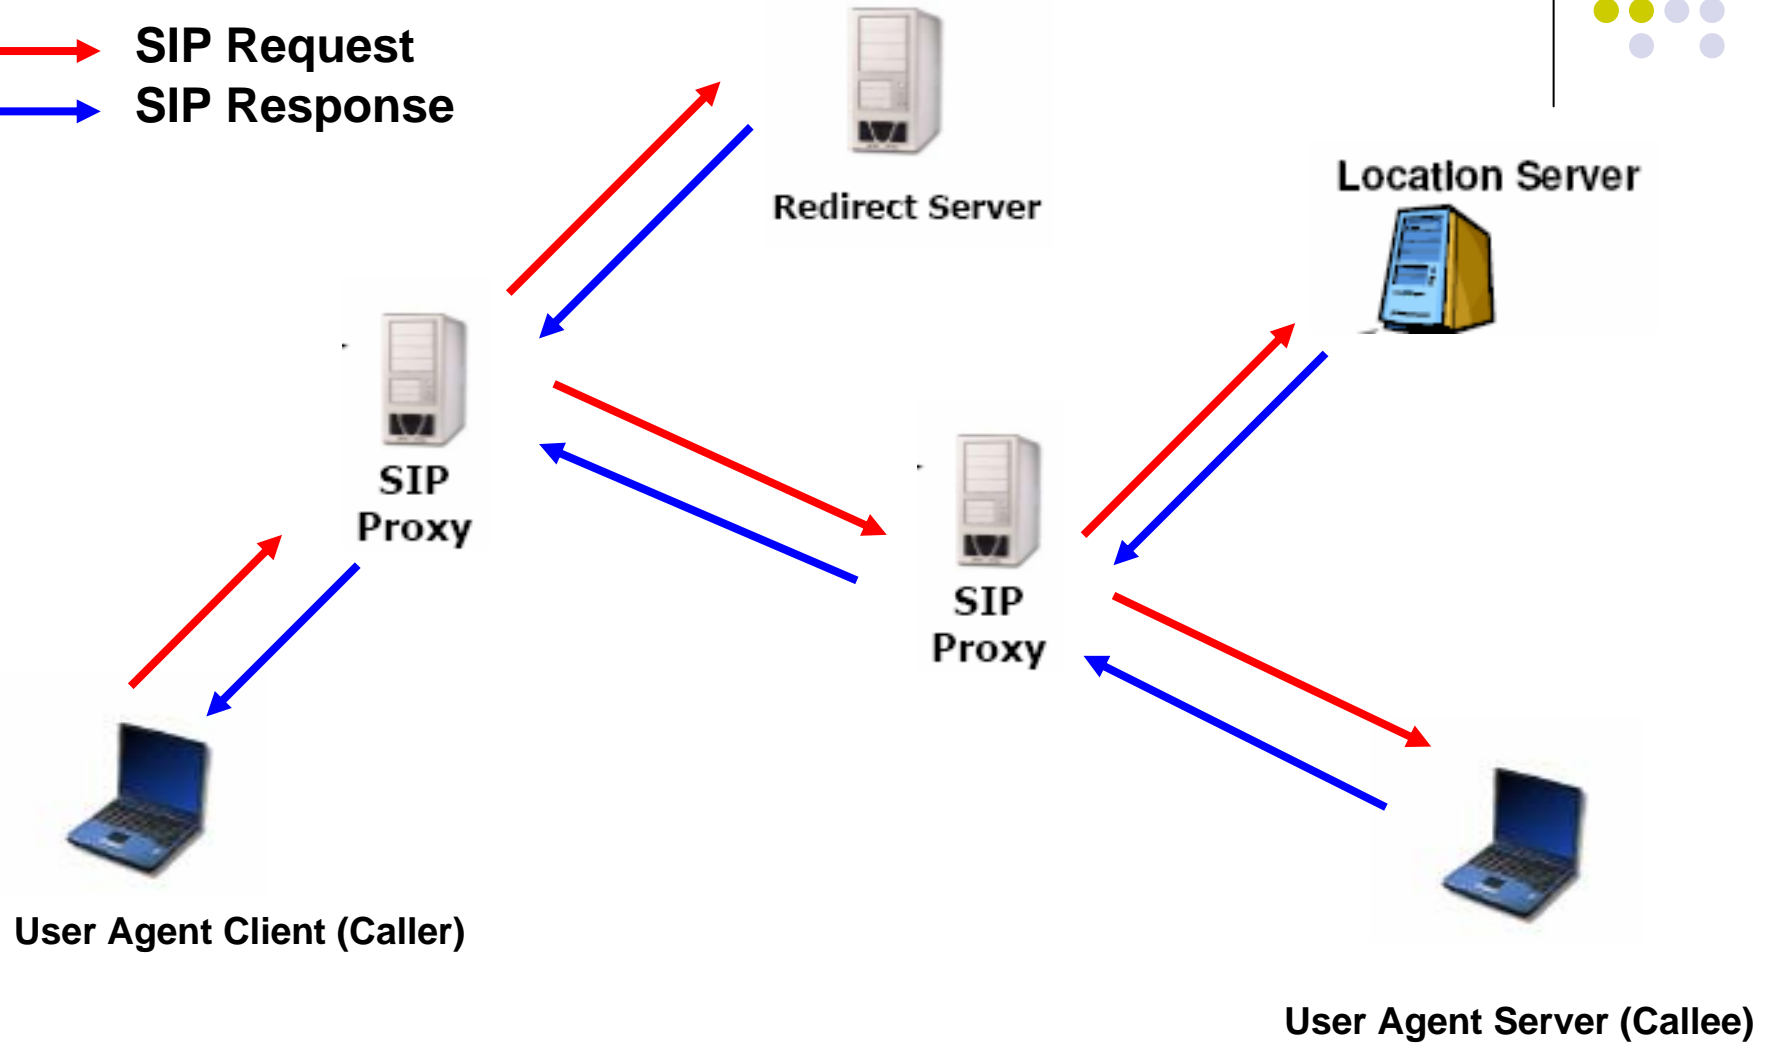 SIP Request
SIP Response
Redirect Server
Location Server
SIP
Proxy
SIP
Proxy
User Agent Client (Caller)
User Agent Server (Callee)